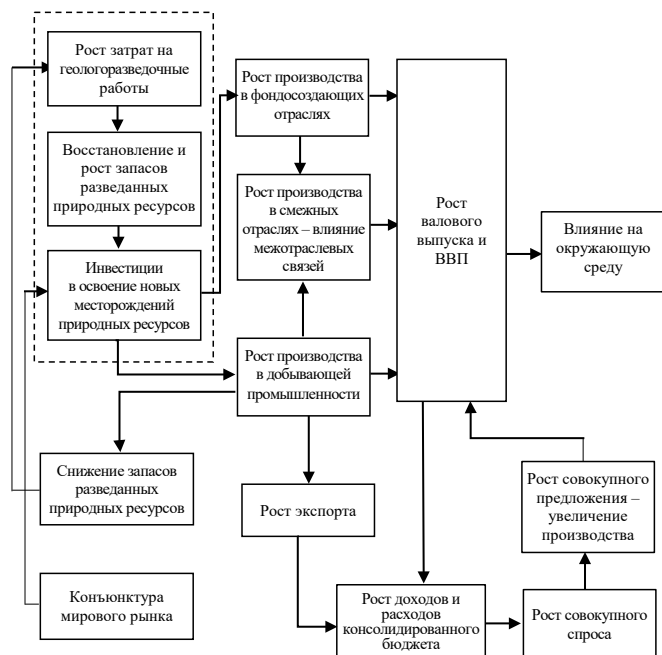 Рост затрат на
геологоразведочные
работы
Восстановление и
рост запасов
разведанных
природных ресурсов
Инвестиции
в освоение новых
месторождений
природных ресурсов
Рост производства
в фондосоздающих
отраслях
Рост производства
в смежных
отраслях – влияние
межотраслевых
связей
Рост производства
в добывающей
промышленности
Рост
валового
выпуска и
ВВП
Влияние на
окружающую
среду
Снижение запасов
разведанных
природных ресурсов
Рост экспорта
Рост совокупного
предложения –
увеличение
производства
Конъюнктура
мирового рынка
Рост доходов и
расходов
консолидированного
бюджета
Рост совокупного
спроса